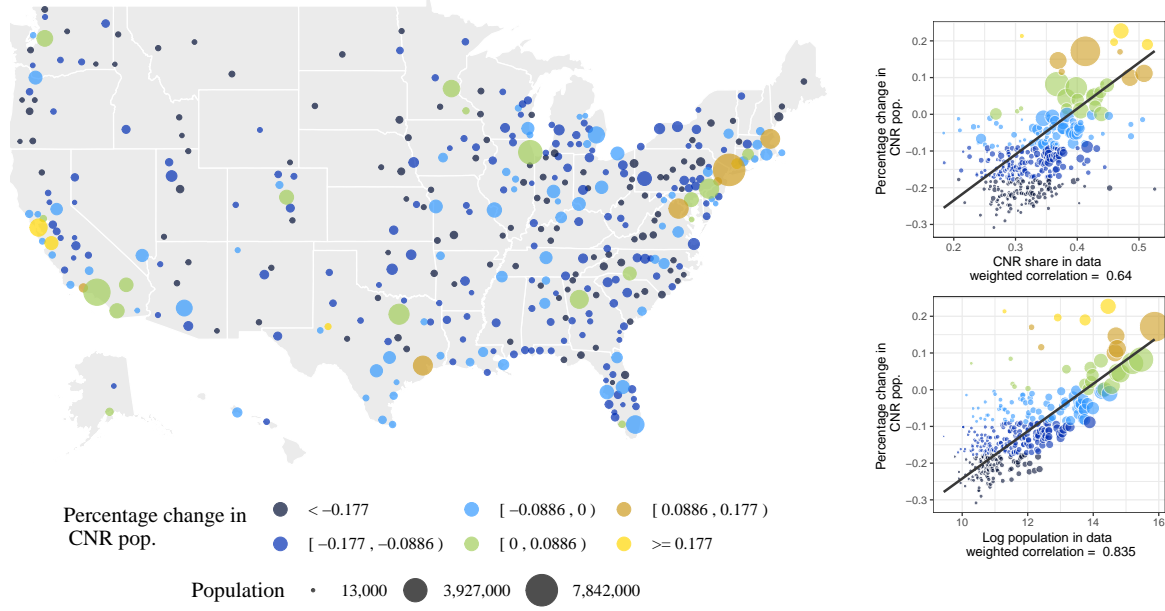 Percentage change in
CNR pop.
0.2
0.1
0.0
−0.1
−0.2
−0.3
0.2
0.3
0.4
0.5
CNR share in data
weighted correlation = 0.64
Percentage change in
CNR pop.
0.2
0.1
0.0
−0.1
−0.2
−0.3
10
12
14
16
Log population in data
weighted correlation = 0.835
Percentage change in
CNR pop.
< −0.177
[ −0.0886 , 0 )
[ 0.0886 , 0.177 )
[ −0.177 , −0.0886 )
[ 0 , 0.0886 )
>= 0.177
Population
13,000
3,927,000
7,842,000